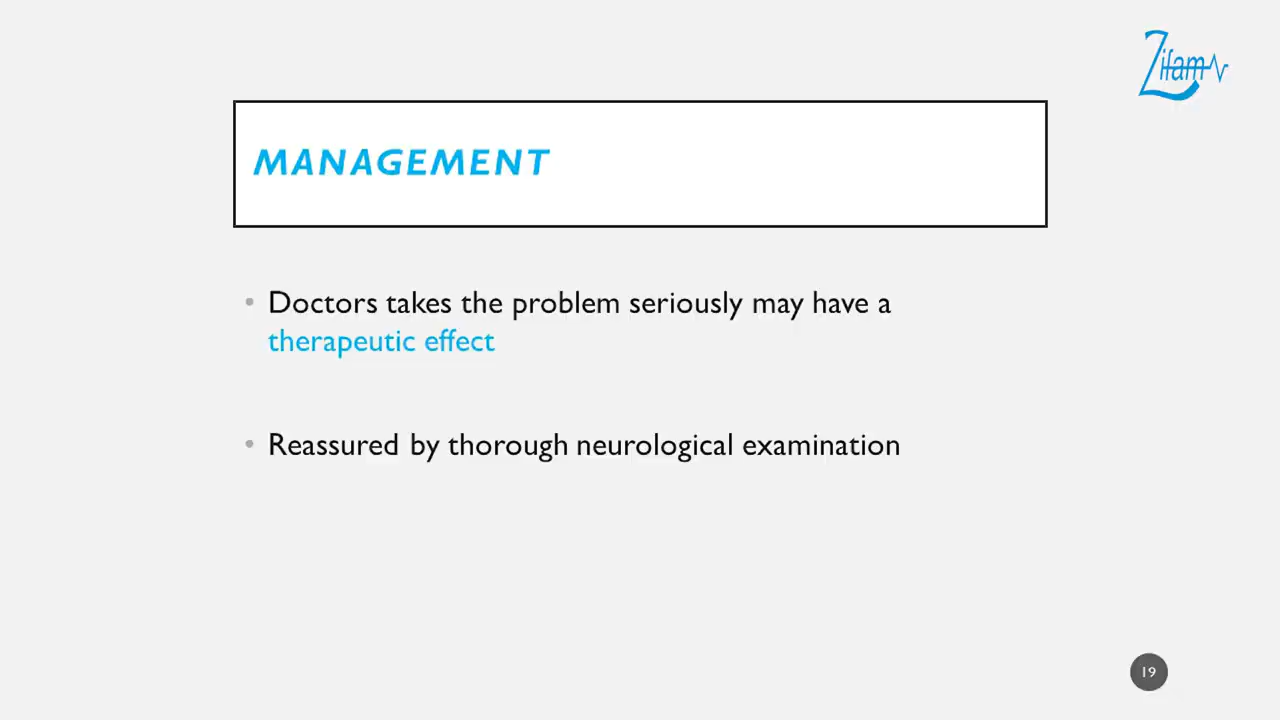 Zifam
MANAGEMENT
• Doctors takes the problem seriously may have a
therapeutic effect
• Reassured by thorough neurological examination
19